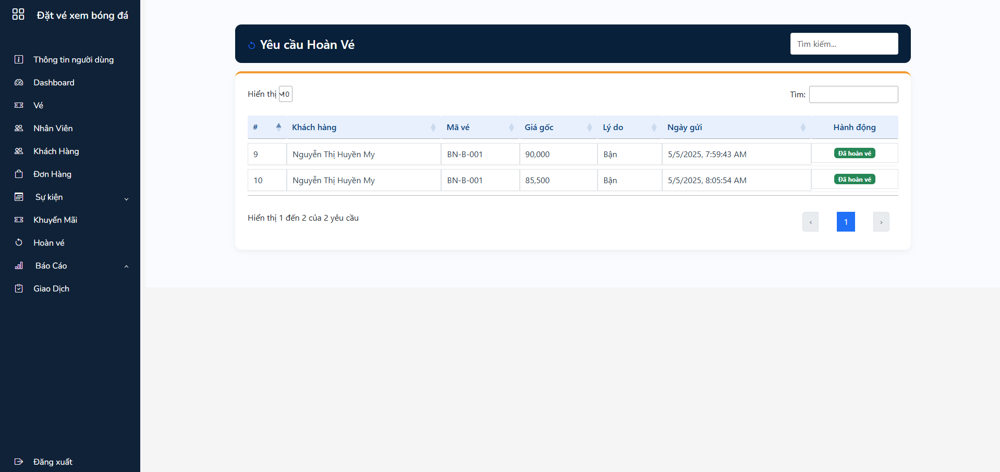 Đặt vé xem bóng đá
Thông tin người dùng
Dashboard
Vé
Nhân Viên
Khách Hàng
Đơn Hàng
Sự kiện
Khuyến Mãi
Hoàn vé
Báo Cáo
Giao Dịch
Đăng xuất
Yêu cầu Hoàn Vé
Tìm kiếm...
Hiển thị 10
Tìm:
# Khách hàng Mã vé Giá gốc Lý do Ngày gửi Hành động
9 Nguyễn Thị Huyền My BN-B-001 90,000 Bận 5/5/2025, 7:59:43 AM Đã hoàn vé
10 Nguyễn Thị Huyền My BN-B-001 85,500 Bận 5/5/2025, 8:05:54 AM Đã hoàn vé
Hiển thị 1 đến 2 của 2 yêu cầu
‹ 1 ›